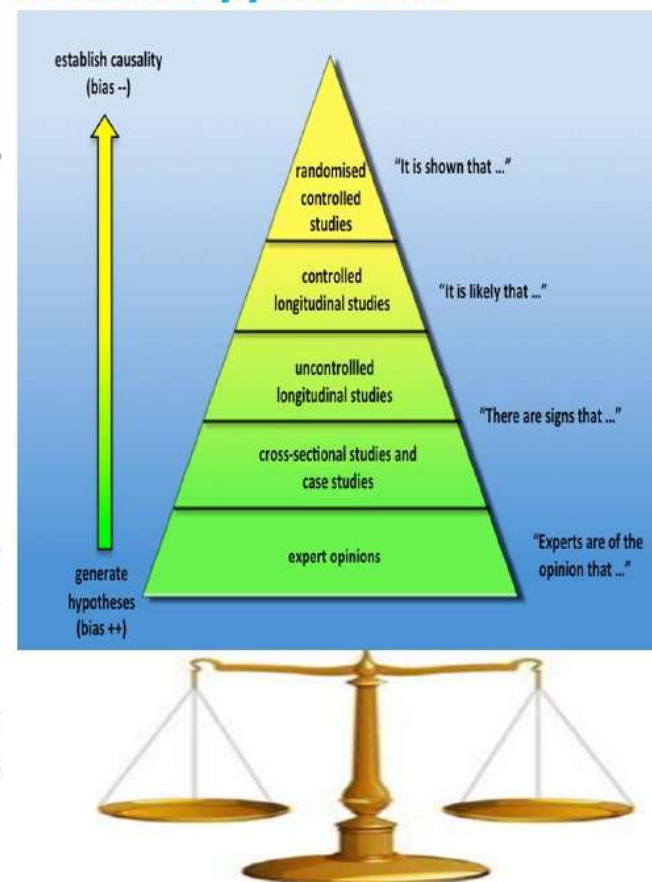 establish causality
(bias --)
randomised
controlled
studies
"It is shown that ..."
controlled
longitudinal studies
"It is likely that ..."
uncontrollled
longitudinal studies
"There are signs that ..."
cross-sectional studies and
case studies
expert opinions
"Experts are of the
opinion that ..."
generate
hypotheses
(bias ++)